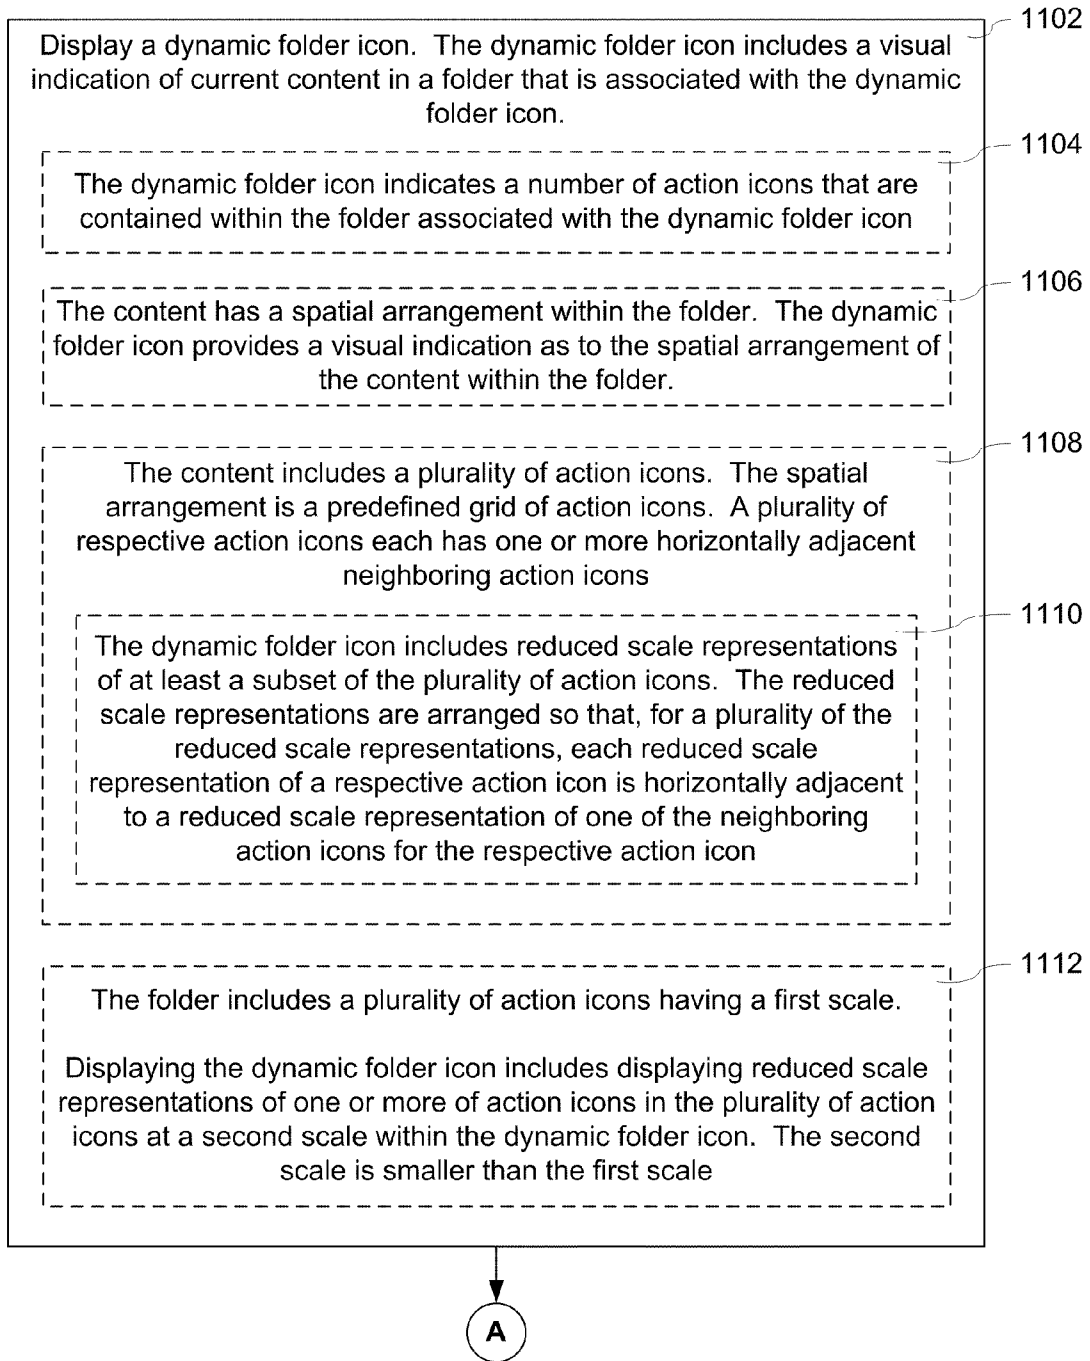 1102
Display a dynamic folder icon.  The dynamic folder icon includes a visual
indication of current content in a folder that is associated with the dynamic
folder icon.
1104
The dynamic folder icon indicates a number of action icons that are
contained within the folder associated with the dynamic folder icon
1106
The content has a spatial arrangement within the folder.  The dynamic
folder icon provides a visual indication as to the spatial arrangement of
the content within the folder.
1108
The content includes a plurality of action icons.  The spatial
arrangement is a predefined grid of action icons.  A plurality of
respective action icons each has one or more horizontally adjacent
neighboring action icons
1110
The dynamic folder icon includes reduced scale representations
of at least a subset of the plurality of action icons.  The reduced
scale representations are arranged so that, for a plurality of the
reduced scale representations, each reduced scale
representation of a respective action icon is horizontally adjacent
to a reduced scale representation of one of the neighboring
action icons for the respective action icon
1112
The folder includes a plurality of action icons having a first scale.
Displaying the dynamic folder icon includes displaying reduced scale
representations of one or more of action icons in the plurality of action
icons at a second scale within the dynamic folder icon.  The second
scale is smaller than the first scale
A